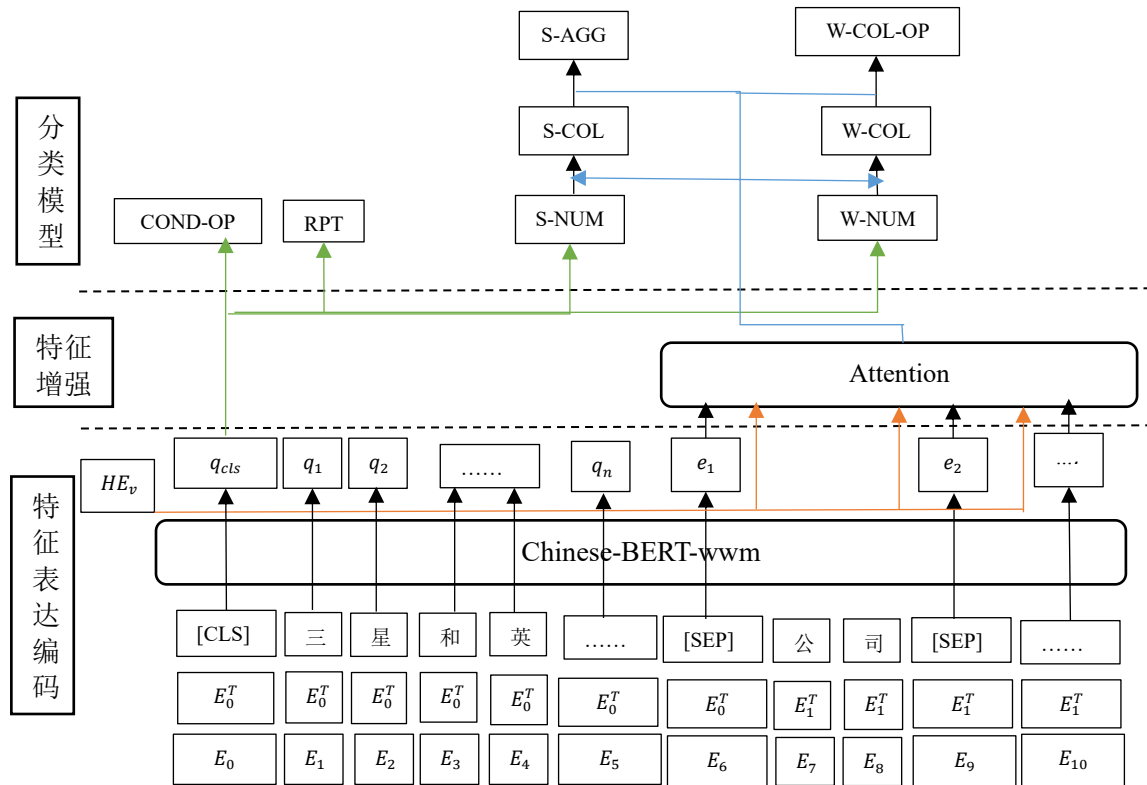 S-AGG W-COL-OP
分类模型
S-COL W-COL
COND-OP RPT S-NUM W-NUM
特征
增强
Attention
特征表达编码
HE_v q_cls q_1 q_2 …… q_n e_1 e_2 ….
Chinese-BERT-wwm
[CLS] 三 星 和 英 …… [SEP] 公 司 [SEP] ……
E_0^T E_0^T E_0^T E_0^T E_0^T E_0^T E_0^T E_1^T E_1^T E_1^T E_1^T
E_0 E_1 E_2 E_3 E_4 E_5 E_6 E_7 E_8 E_9 E_10